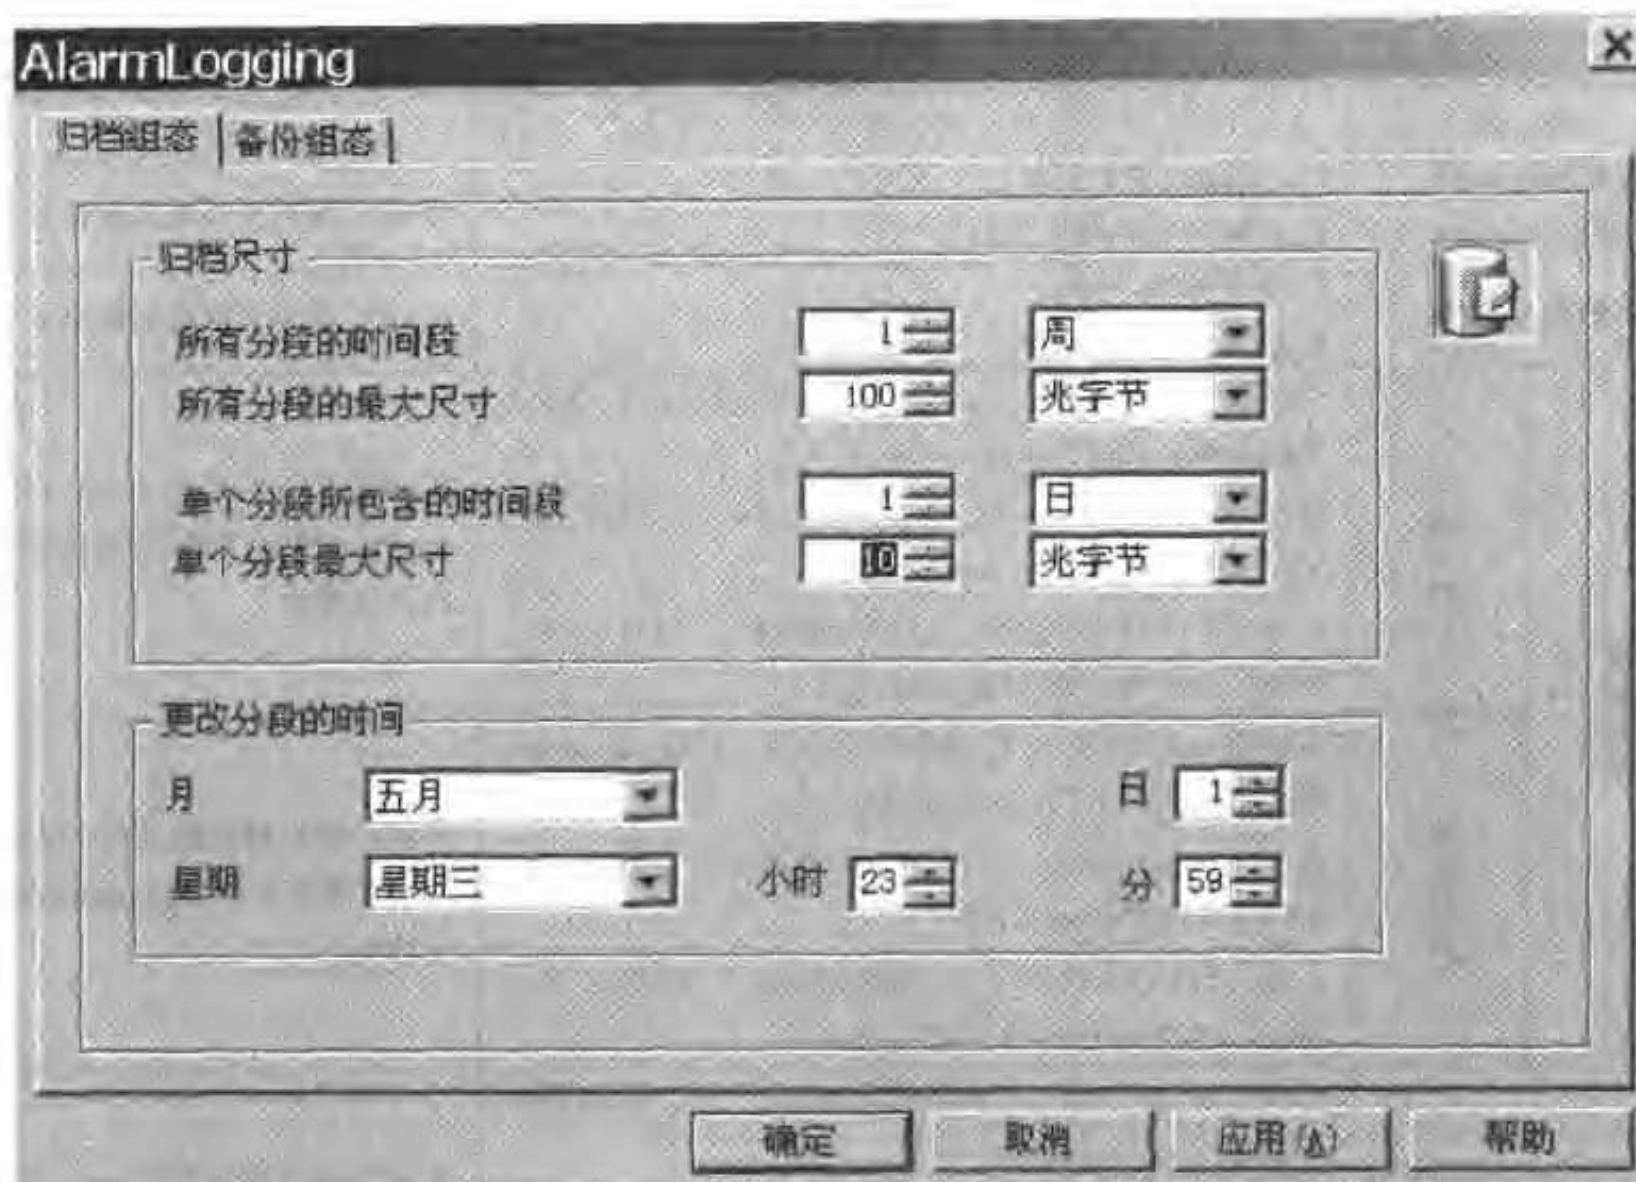 AlarmLogging
归档组态 备份组态
归档尺寸
所有分段的时间段 1 周
所有分段的最大尺寸 100 兆字节
单个分段所包含的时间段 1 日
单个分段最大尺寸 10 兆字节
更改分段的时间
月 五月 日 1
星期 星期三 小时 23 分 59
确定 取消 应用(A) 帮助